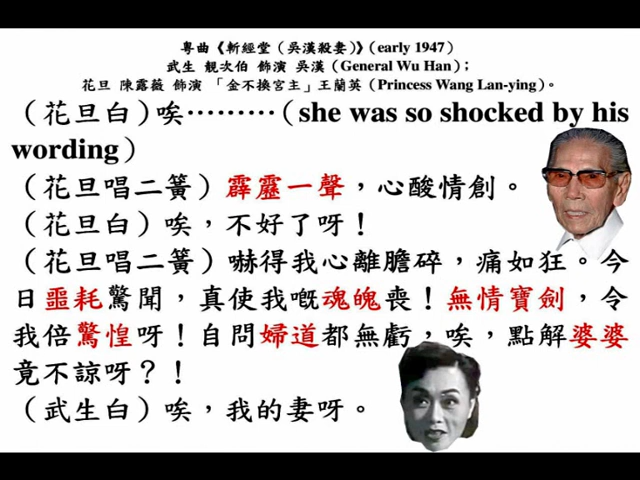 粵曲《斬經堂（吳漢殺妻）》（early 1947）
武生 靚次伯 飾演 吳漢（General Wu Han）；
花旦 陳露薇 飾演 「金不換宮主」王蘭英（Princess Wang Lan-ying）。
（花旦白）唉………（she was so shocked by his
wording）
（花旦唱二簧）霹靂一聲，心酸情創。
（花旦白）唉，不好了呀！
（花旦唱二簧）嚇得我心離膽碎，痛如狂。今
日噩耗驚聞，真使我嘅魂魄喪！無情寶劍，令
我倍驚惶呀！自問婦道都無虧，唉，點解婆婆
竟不諒呀？！
（武生白）唉，我的妻呀。